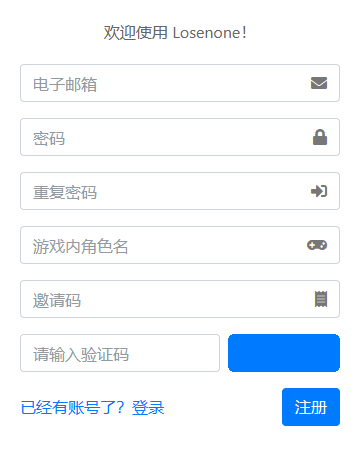 欢迎使用 Losenone！
电子邮箱
密码
重复密码
游戏内角色名
邀请码
请输入验证码
已经有账号了？登录
注册